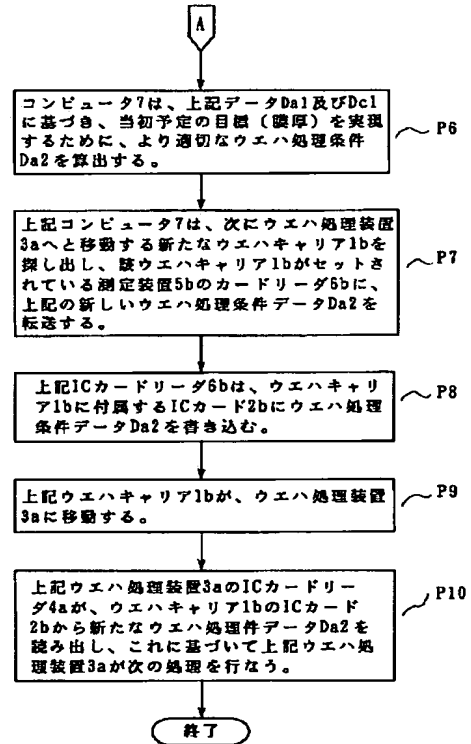 A
コンピュータ7は、上記データDa1及びDc1
に基づき、当初予定の目標（膜厚）を実現
するために、より適切なウエハ処理条件
Da2を算出する。
P6
上記コンピュータ7は、次にウエハ処理装置
3aへと移動する新たなウエハキャリア1bを
探し出し、該ウエハキャリア1bがセットさ
れている測定装置5bのカードリーダ6bに、
上記の新しいウエハ処理条件データDa2を
転送する。
P7
上記ICカードリーダ6bは、ウエハキャリ
ア1bに付属するICカード2bにウエハ処理
条件データDa2を書き込む。
P8
上記ウエハキャリア1bが、ウエハ処理装置
3aに移動する。
P9
上記ウエハ処理装置3aのICカードリー
ダ4aが、ウエハキャリア1bのICカード
2bから新たなウエハ処理件データDa2を
読み出し、これに基づいて上記ウエハ処
理装置3aが次の処理を行なう。
P10
終了